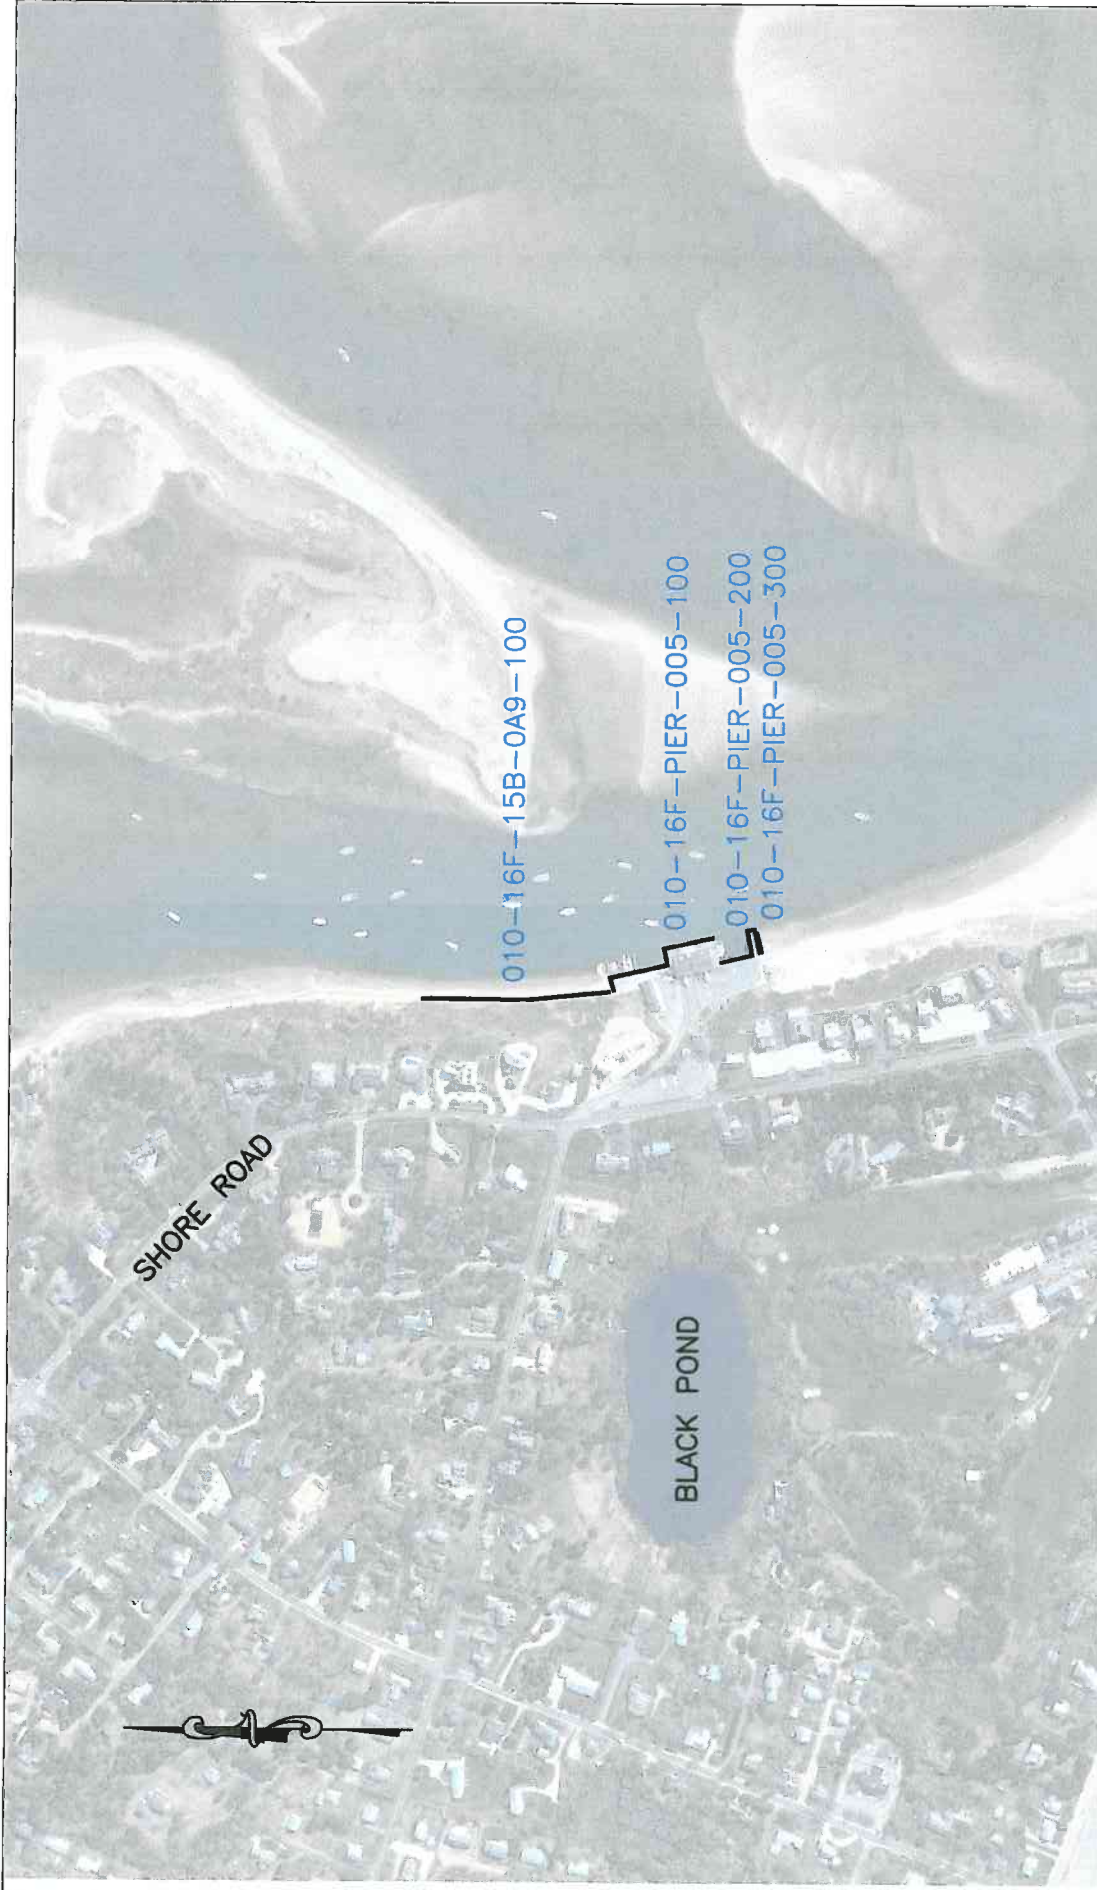 SHORE ROAD
BLACK POND
010-16F-15B-0A9-100
010-16F-PIER-005-100
010-16F-PIER-005-200
010-16F-PIER-005-300